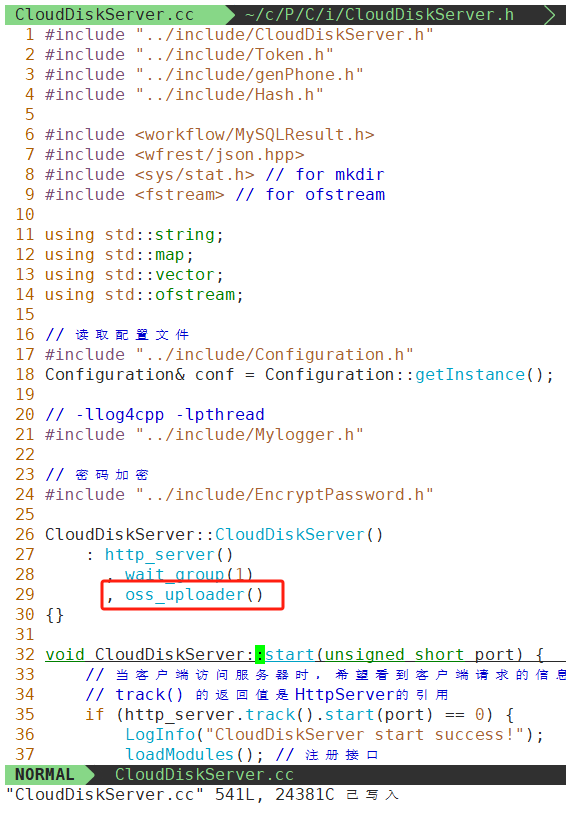 CloudDiskServer.cc ~/c/P/C/i/CloudDiskServer.h
1 #include "../include/CloudDiskServer.h"
2 #include "../include/Token.h"
3 #include "../include/genPhone.h"
4 #include "../include/Hash.h"
5
6 #include <workflow/MySQLResult.h>
7 #include <wfrest/json.hpp>
8 #include <sys/stat.h> // for mkdir
9 #include <fstream> // for ofstream
10
11 using std::string;
12 using std::map;
13 using std::vector;
14 using std::ofstream;
15
16 // 读取配置文件
17 #include "../include/Configuration.h"
18 Configuration& conf = Configuration::getInstance();
19
20 // -llog4cpp -lpthread
21 #include "../include/Mylogger.h"
22
23 // 密码加密
24 #include "../include/EncryptPassword.h"
25
26 CloudDiskServer::CloudDiskServer()
27     : http_server()
28       , wait_group(1)
29       , oss_uploader()
30 {}
31
32 void CloudDiskServer::start(unsigned short port) {
33     // 当客户端访问服务器时，希望看到客户端请求的信息
34     // track() 的返回值是HttpServer的引用
35     if (http_server.track().start(port) == 0) {
36         LogInfo("CloudDiskServer start success!");
37         loadModules(); // 注册接口
NORMAL CloudDiskServer.cc
"CloudDiskServer.cc" 541L, 24381C 已写入